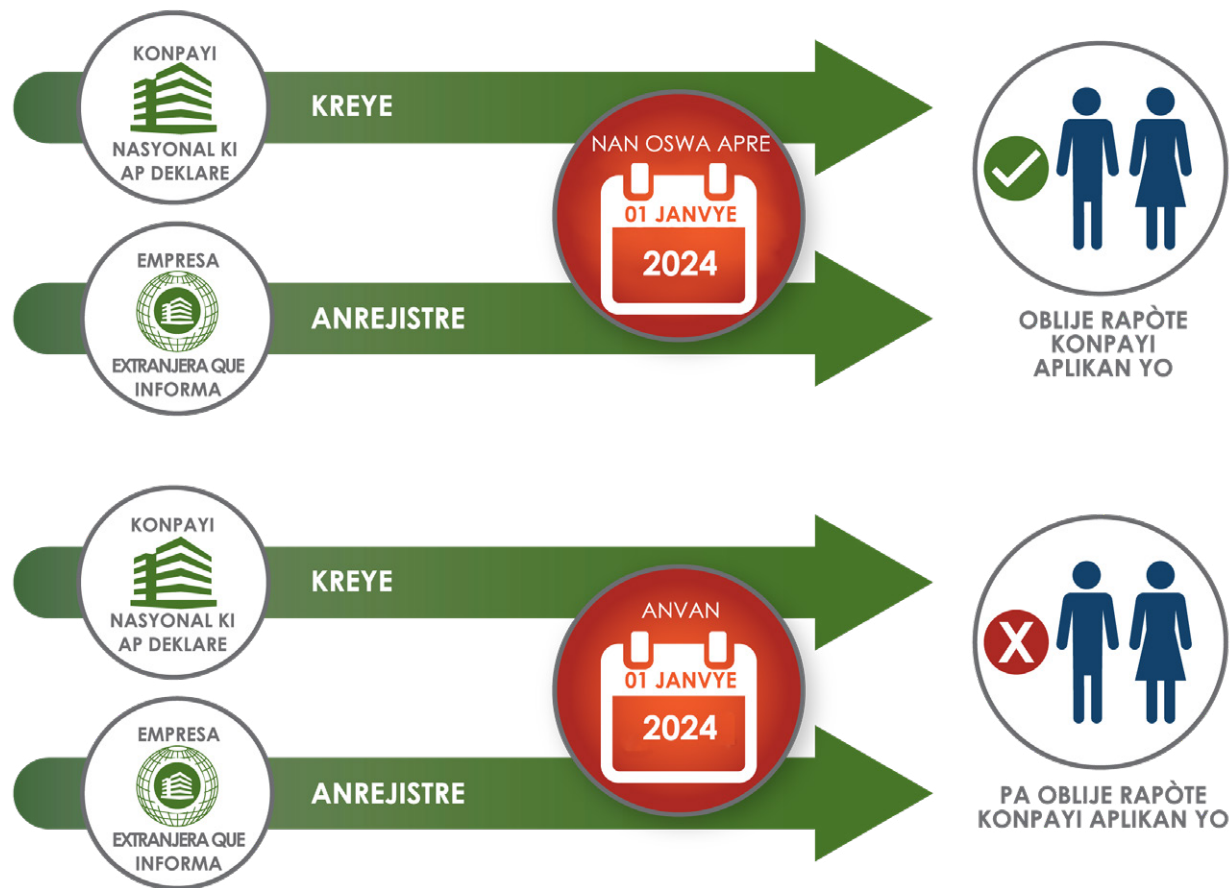 KONPAYI
NASYONAL KI
AP DEKLARE
KREYE
NAN OSWA APRE
01 JANVYE
2024
EMPRESA
EXTRANJERA QUE
INFORMA
ANREJISTRE
OBLIJE RAPÒTE
KONPAYI
APLIKAN YO
KONPAYI
NASYONAL KI
AP DEKLARE
KREYE
ANVAN
01 JANVYE
2024
EMPRESA
EXTRANJERA QUE
INFORMA
ANREJISTRE
PA OBLIJE RAPÒTE
KONPAYI APLIKAN YO